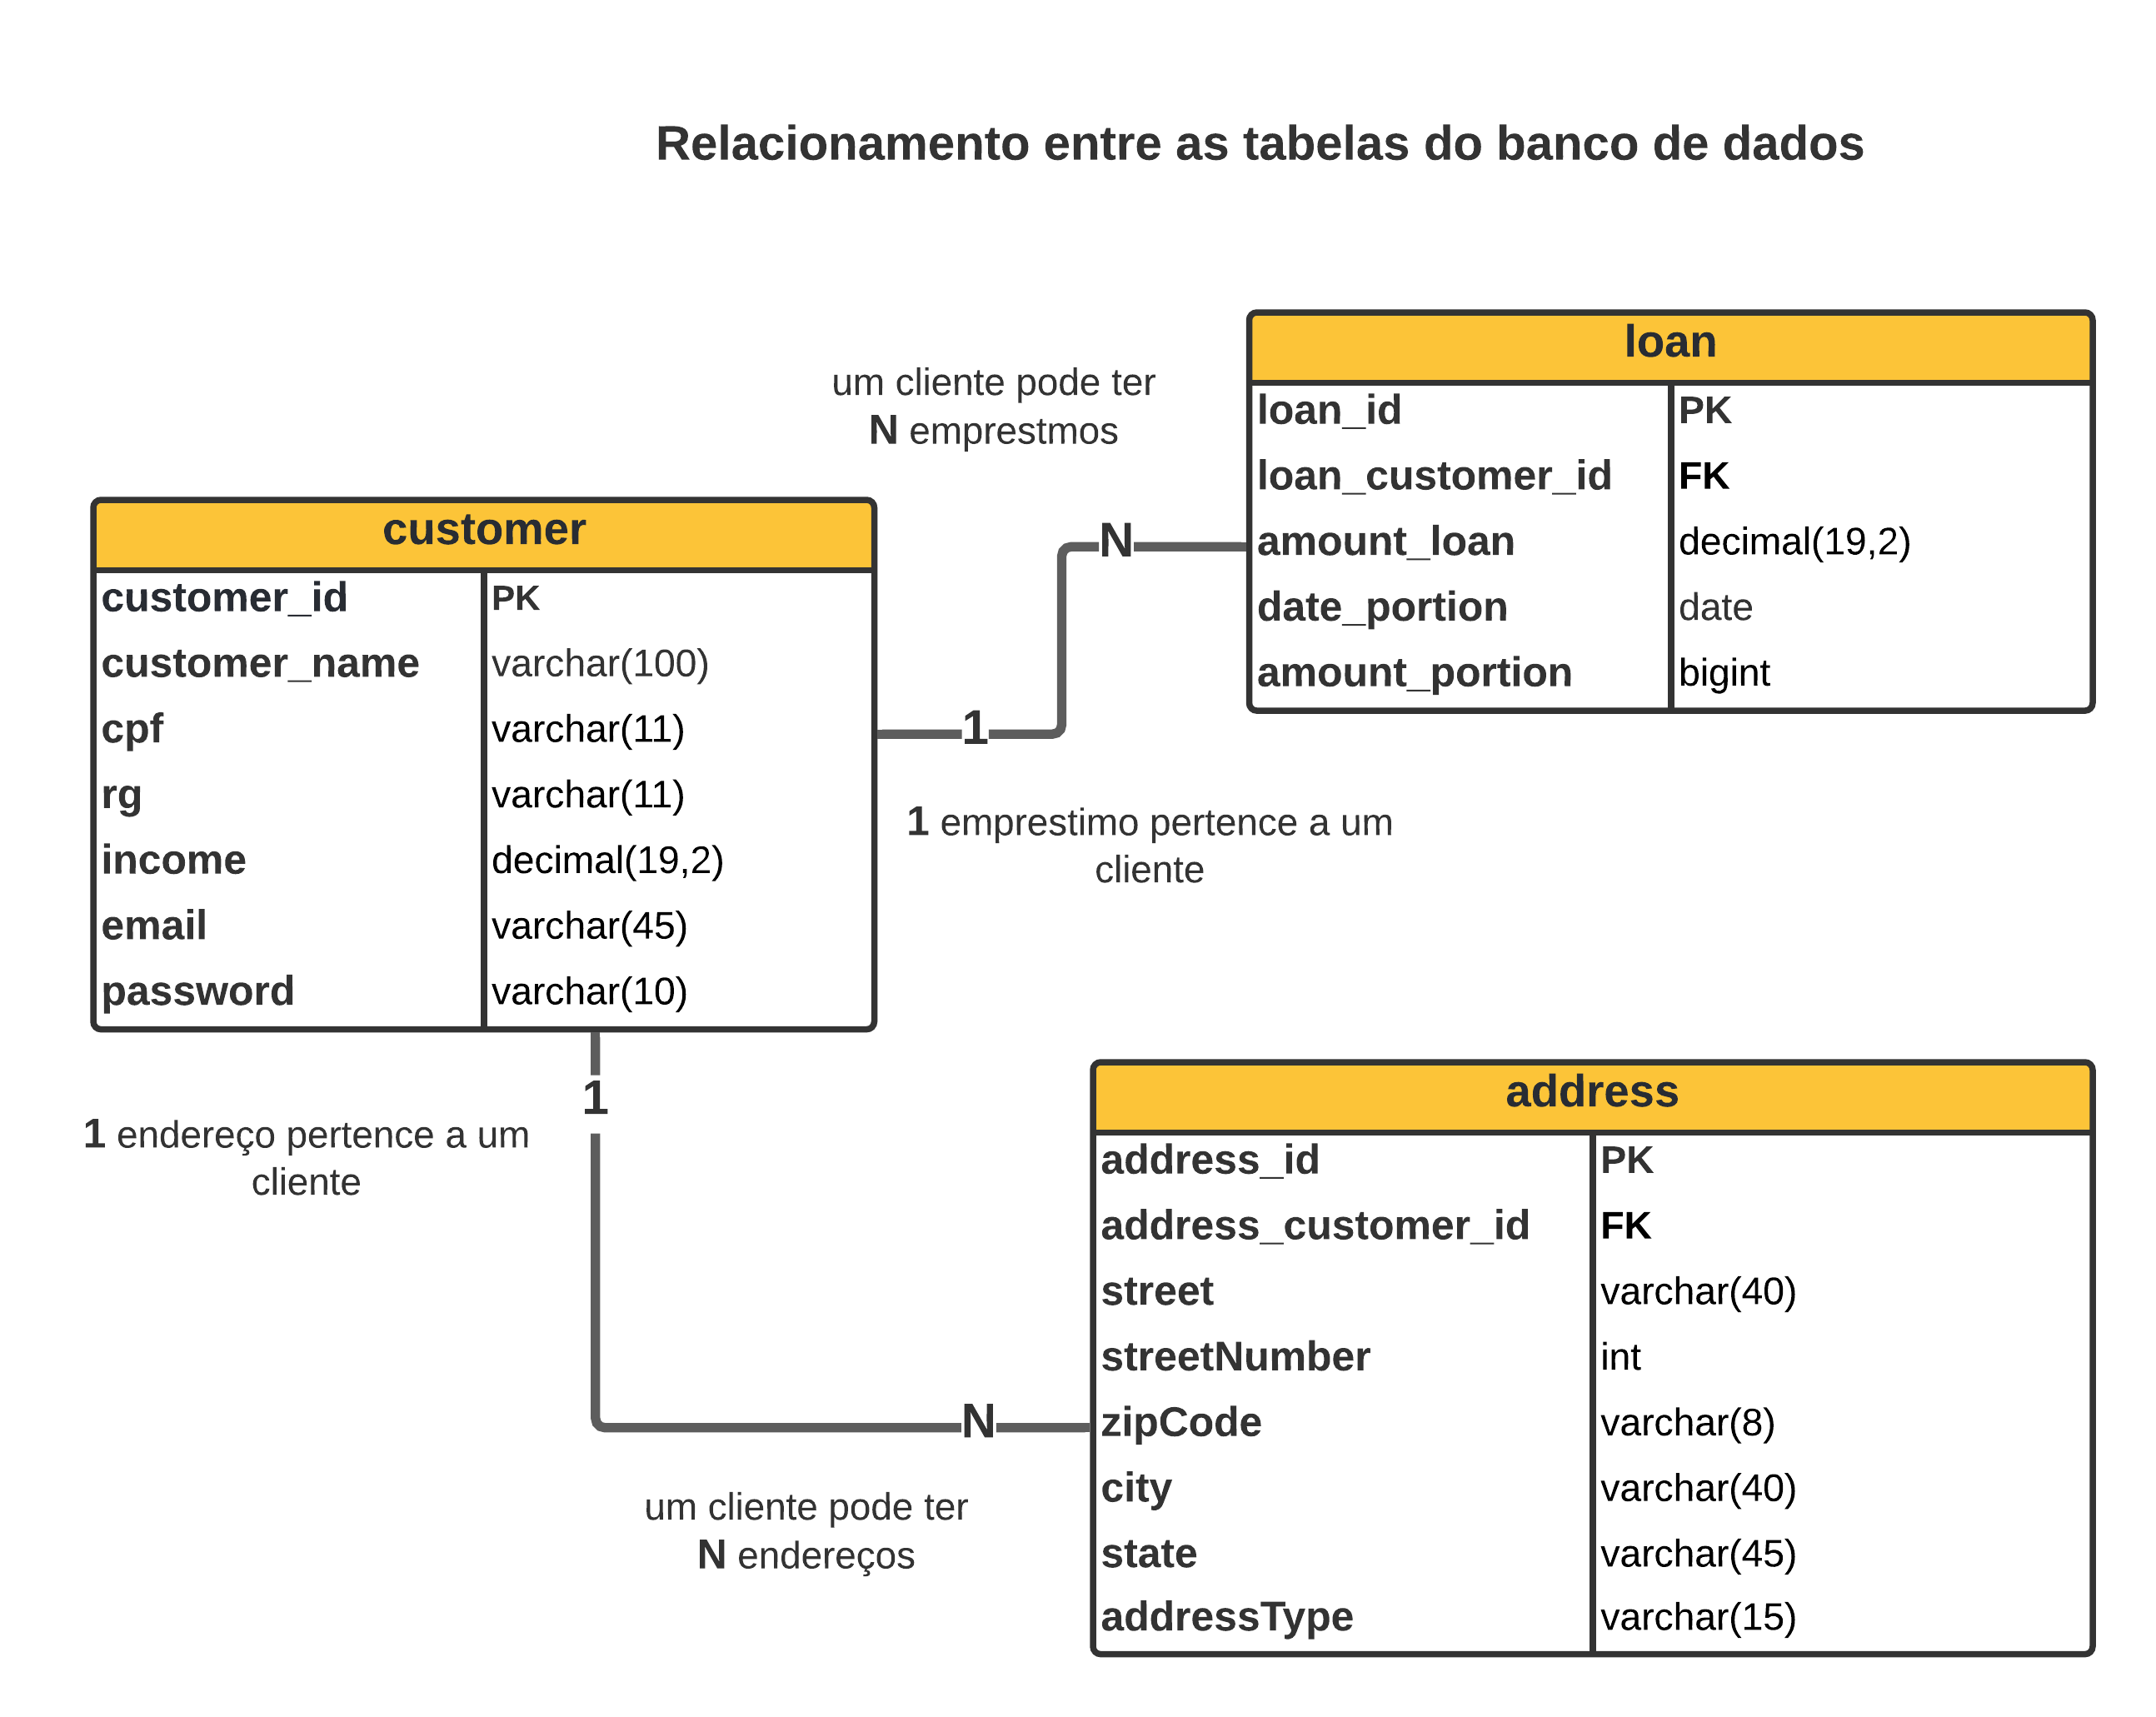 Relacionamento entre as tabelas do banco de dados
um cliente pode ter
N emprestmos
loan
loan_id PK
loan_customer_id FK
amount_loan decimal(19,2)
date_portion date
amount_portion bigint
N
1
1 emprestimo pertence a um
cliente
customer
customer_id PK
customer_name varchar(100)
cpf varchar(11)
rg varchar(11)
income decimal(19,2)
email varchar(45)
password varchar(10)
1
1 endereço pertence a um
cliente
N
um cliente pode ter
N endereços
address
address_id PK
address_customer_id FK
street varchar(40)
streetNumber int
zipCode varchar(8)
city varchar(40)
state varchar(45)
addressType varchar(15)